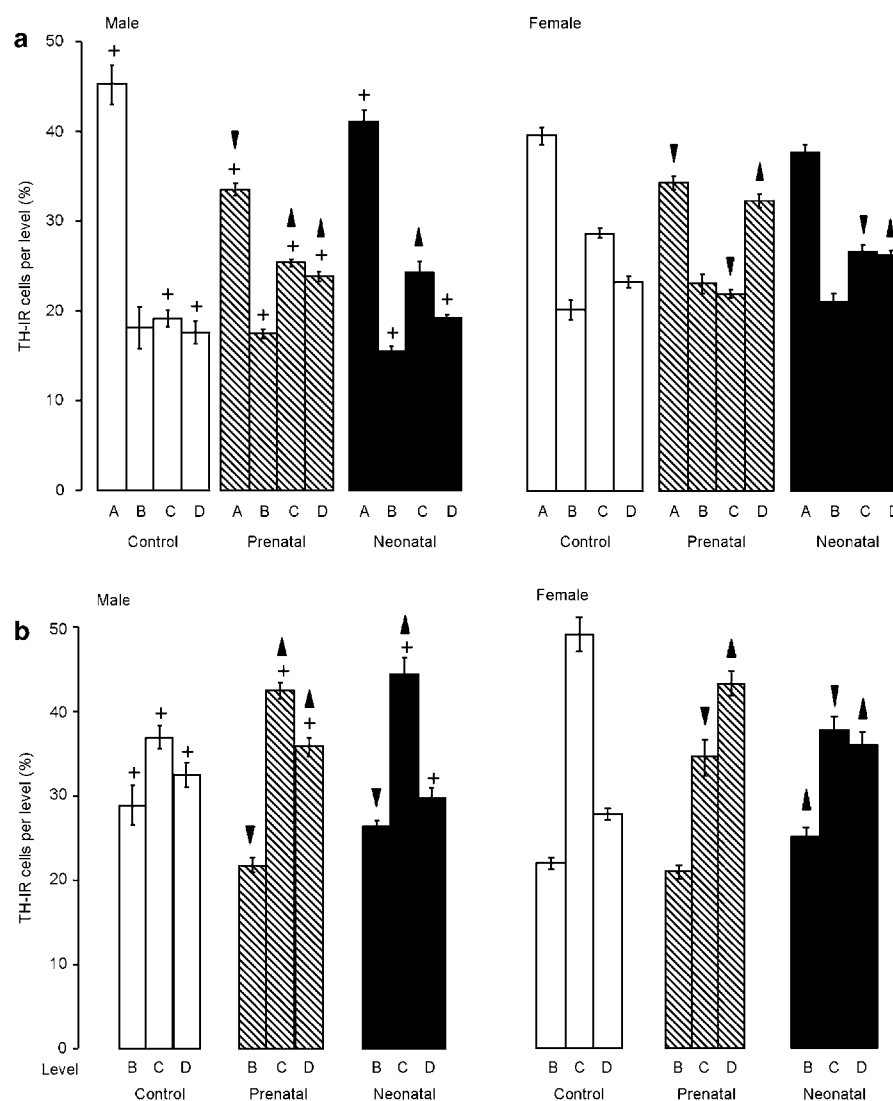 Male Female
a
50
40
30
20
10
0
TH-IR cells per level (%)
+ + + + + + + + + + +
A B C D A B C D A B C D A B C D A B C D A B C D
Control Prenatal Neonatal Control Prenatal Neonatal
Male Female
b
50
40
30
20
10
0
TH-IR cells per level (%)
+ + + + + + +
Level B C D B C D B C D B C D B C D B C D
Control Prenatal Neonatal Control Prenatal Neonatal